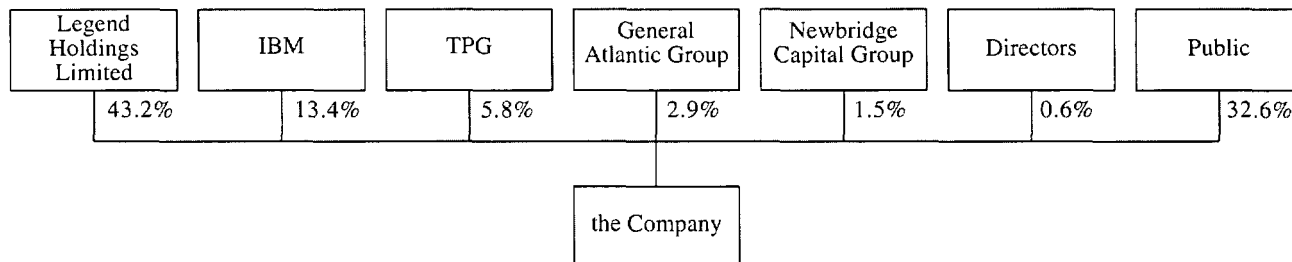 Legend
Holdings
Limited
IBM
TPG
General
Atlantic Group
Newbridge
Capital Group
Directors
Public
43.2%
13.4%
5.8%
2.9%
1.5%
0.6%
32.6%
the Company